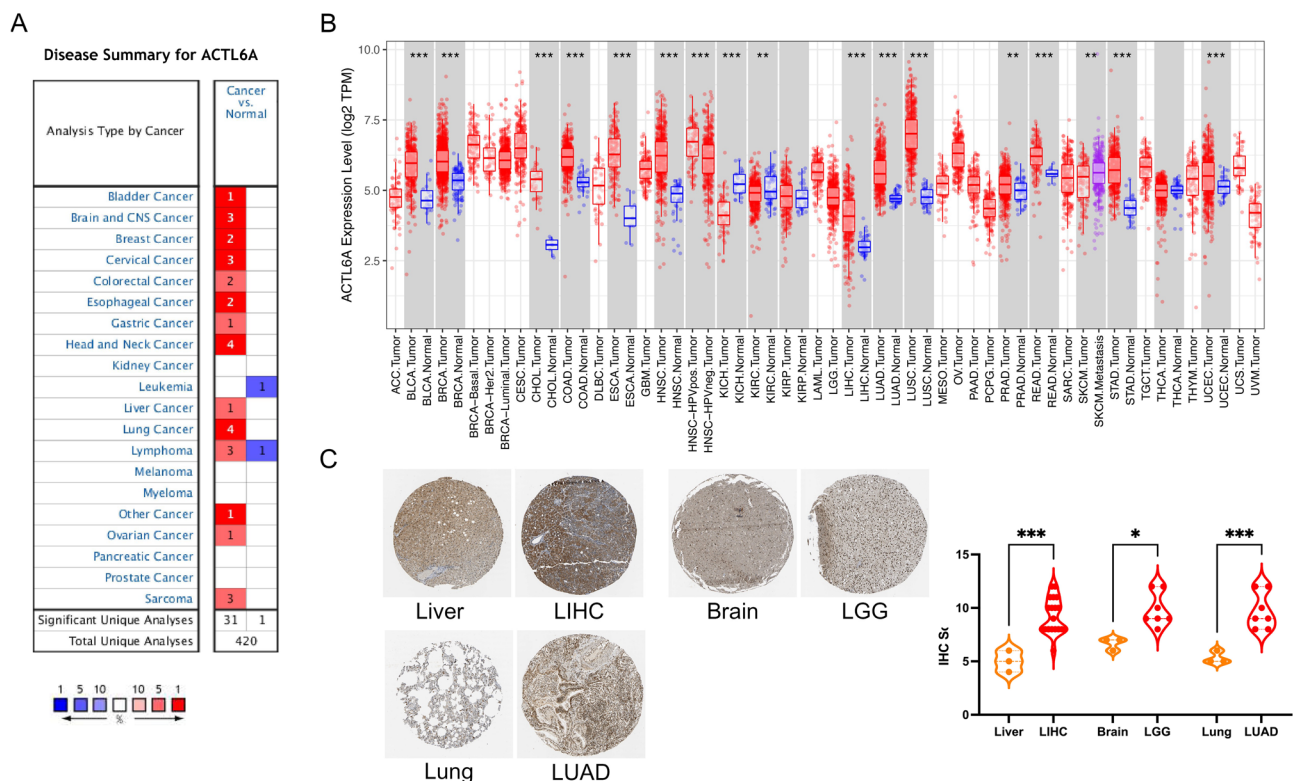 A
Disease Summary for ACTL6A
Analysis Type by Cancer
Cancer
vs.
Normal
Bladder Cancer 1
Brain and CNS Cancer 3
Breast Cancer 2
Cervical Cancer 3
Colorectal Cancer 2
Esophageal Cancer 2
Gastric Cancer 1
Head and Neck Cancer 4
Kidney Cancer
Leukemia 1
Liver Cancer 1
Lung Cancer 4
Lymphoma 3 1
Melanoma
Myeloma
Other Cancer 1
Ovarian Cancer 1
Pancreatic Cancer
Prostate Cancer
Sarcoma 3
Significant Unique Analyses 31 1
Total Unique Analyses 420
1 5 10 10 5 1
%
B
ACTL6A Expression Level (log2 TPM)
10.0
7.5
5.0
2.5
*** *** *** *** *** *** *** *** ** *** *** *** ** *** ** *** ***
ACC.Tumor
BLCA.Tumor
BLCA.Normal
BRCA.Tumor
BRCA.Normal
BRCA-Basal.Tumor
BRCA-Her2.Tumor
BRCA-Luminal.Tumor
CESC.Tumor
CHOL.Tumor
CHOL.Normal
COAD.Tumor
COAD.Normal
DLBC.Tumor
ESCA.Tumor
ESCA.Normal
GBM.Tumor
HNSC.Tumor
HNSC.Normal
HNSC-HPVpos.Tumor
HNSC-HPVneg.Tumor
KICH.Tumor
KICH.Normal
KIRC.Tumor
KIRC.Normal
KIRP.Tumor
KIRP.Normal
LAML.Tumor
LGG.Tumor
LIHC.Tumor
LIHC.Normal
LUAD.Tumor
LUAD.Normal
LUSC.Tumor
LUSC.Normal
MESO.Tumor
OV.Tumor
PAAD.Tumor
PCPG.Tumor
PRAD.Tumor
PRAD.Normal
READ.Tumor
READ.Normal
SARC.Tumor
SKCM.Tumor
SKCM.Metastasis
STAD.Tumor
STAD.Normal
TGCT.Tumor
THCA.Tumor
THCA.Normal
THYM.Tumor
UCEC.Tumor
UCEC.Normal
UCS.Tumor
UVM.Tumor
C
Liver LIHC Brain LGG
Lung LUAD
IHC Sc
15
10
5
0
*** * ***
Liver LIHC Brain LGG Lung LUAD